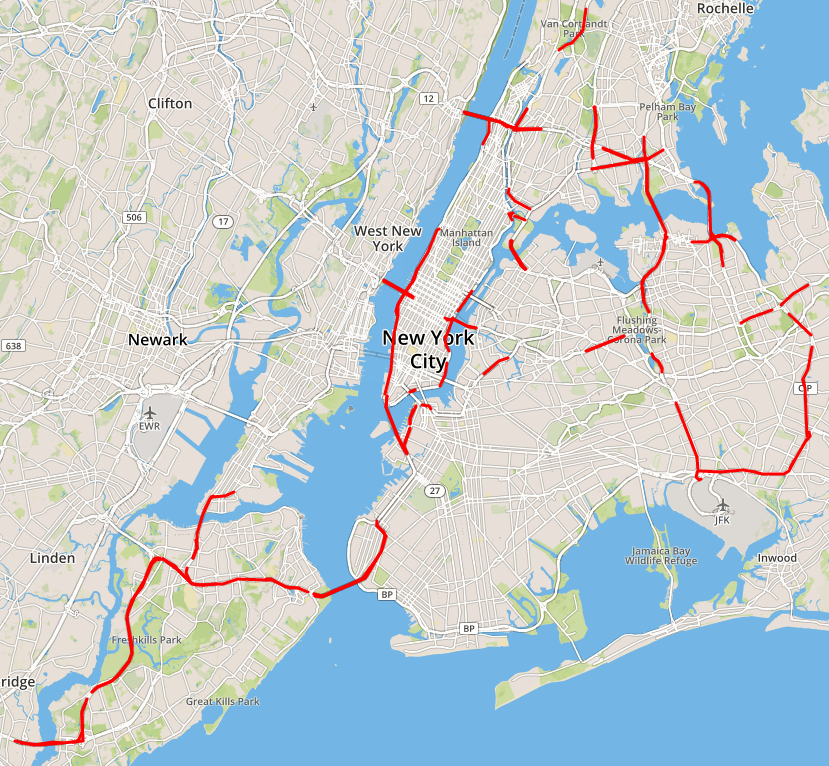 Rochelle
Van Cortlandt
Park
12
Clifton
Pelham Bay
Park
506
17
West New
York
Manhattan
Island
638
Newark
New York
City
Flushing
Meadows-
Corona Park
CIP
EWR
27
JFK
Linden
Jamaica Bay
Wildlife Refuge
Inwood
BP
BP
Freshkills Park
ridge
Great Kills Park